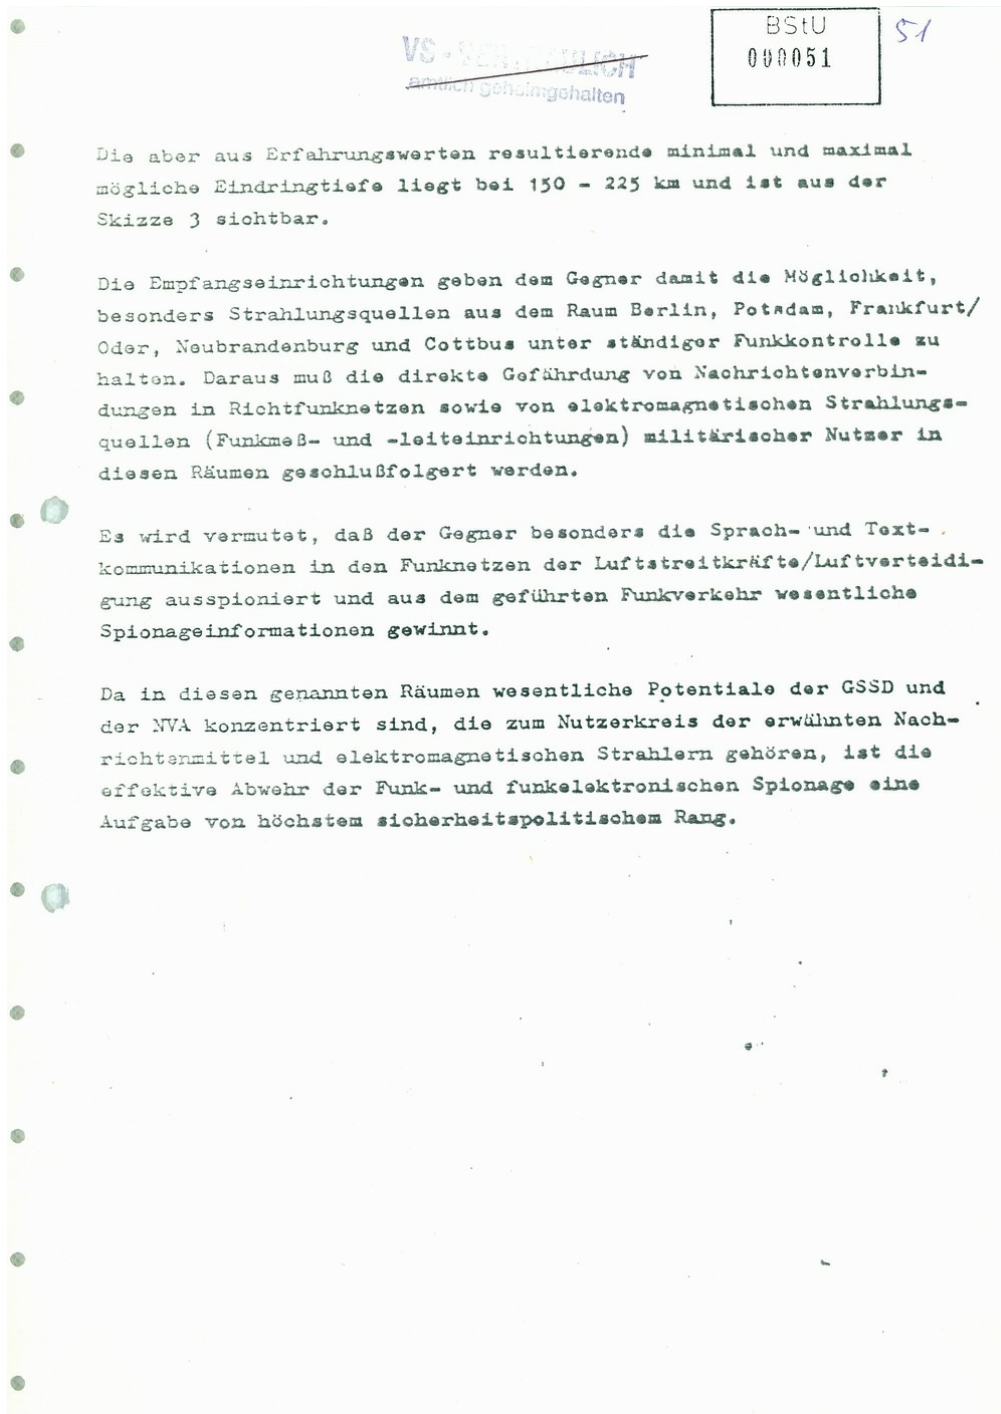 BStU
000051
51
VS - VERTRAULICH
amtlich geheimgehalten
Die aber aus Erfahrungswerten resultierende minimal und maximal
mögliche Eindringtiefe liegt bei 150 - 225 km und ist aus der
Skizze 3 sichtbar.
Die Empfangseinrichtungen geben dem Gegner damit die Möglichkeit,
besonders Strahlungsquellen aus dem Raum Berlin, Potsdam, Frankfurt/
Oder, Neubrandenburg und Cottbus unter ständiger Funkkontrolle zu
halten. Daraus muß die direkte Gefährdung von Nachrichtenverbin-
dungen in Richtfunknetzen sowie von elektromagnetischen Strahlungs-
quellen (Funkmeß- und -leiteinrichtungen) militärischer Nutzer in
diesen Räumen geschlußfolgert werden.
Es wird vermutet, daß der Gegner besonders die Sprach- und Text-
kommunikationen in den Funknetzen der Luftstreitkräfte/Luftverteidi-
gung ausspioniert und aus dem geführten Funkverkehr wesentliche
Spionageinformationen gewinnt.
Da in diesen genannten Räumen wesentliche Potentiale der GSSD und
der NVA konzentriert sind, die zum Nutzerkreis der erwähnten Nach-
richtenmittel und elektromagnetischen Strahlern gehören, ist die
effektive Abwehr der Funk- und funkelektronischen Spionage eine
Aufgabe von höchstem sicherheitspolitischem Rang.